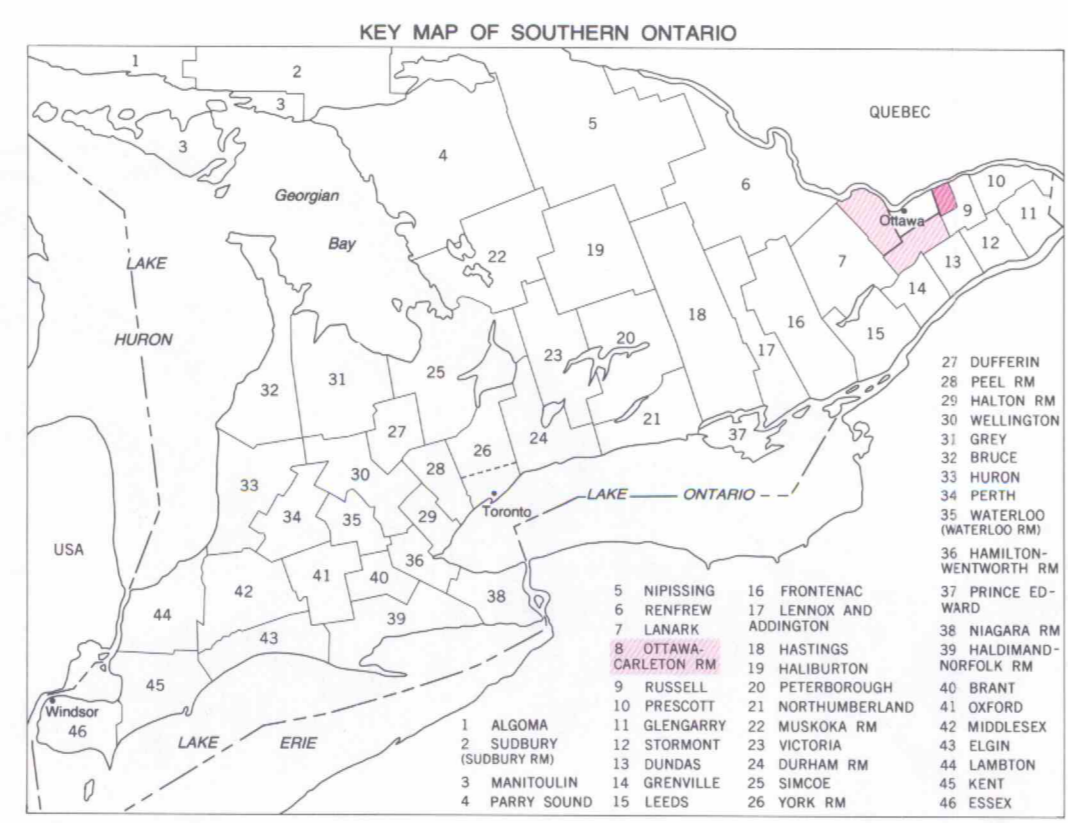 KEY MAP OF SOUTHERN ONTARIO
1
2
3
3
4
5
QUEBEC
6
10
9
11
Ottawa
12
13
7
14
15
Georgian
Bay
22
19
16
18
17
20
23
LAKE
HURON
25
31
32
21
37
24
26
27
28
30
29
33
34
35
Toronto
LAKE ONTARIO
36
40
41
38
39
42
43
44
45
USA
Windsor
46
LAKE ERIE
1 ALGOMA
2 SUDBURY
(SUDBURY RM)
3 MANITOULIN
4 PARRY SOUND
5 NIPISSING
6 RENFREW
7 LANARK
8 OTTAWA-
CARLETON RM
9 RUSSELL
10 PRESCOTT
11 GLENGARRY
12 STORMONT
13 DUNDAS
14 GRENVILLE
15 LEEDS
16 FRONTENAC
17 LENNOX AND
ADDINGTON
18 HASTINGS
19 HALIBURTON
20 PETERBOROUGH
21 NORTHUMBERLAND
22 MUSKOKA RM
23 VICTORIA
24 DURHAM RM
25 SIMCOE
26 YORK RM
27 DUFFERIN
28 PEEL RM
29 HALTON RM
30 WELLINGTON
31 GREY
32 BRUCE
33 HURON
34 PERTH
35 WATERLOO
(WATERLOO RM)
36 HAMILTON-
WENTWORTH RM
37 PRINCE ED-
WARD
38 NIAGARA RM
39 HALDIMAND-
NORFOLK RM
40 BRANT
41 OXFORD
42 MIDDLESEX
43 ELGIN
44 LAMBTON
45 KENT
46 ESSEX